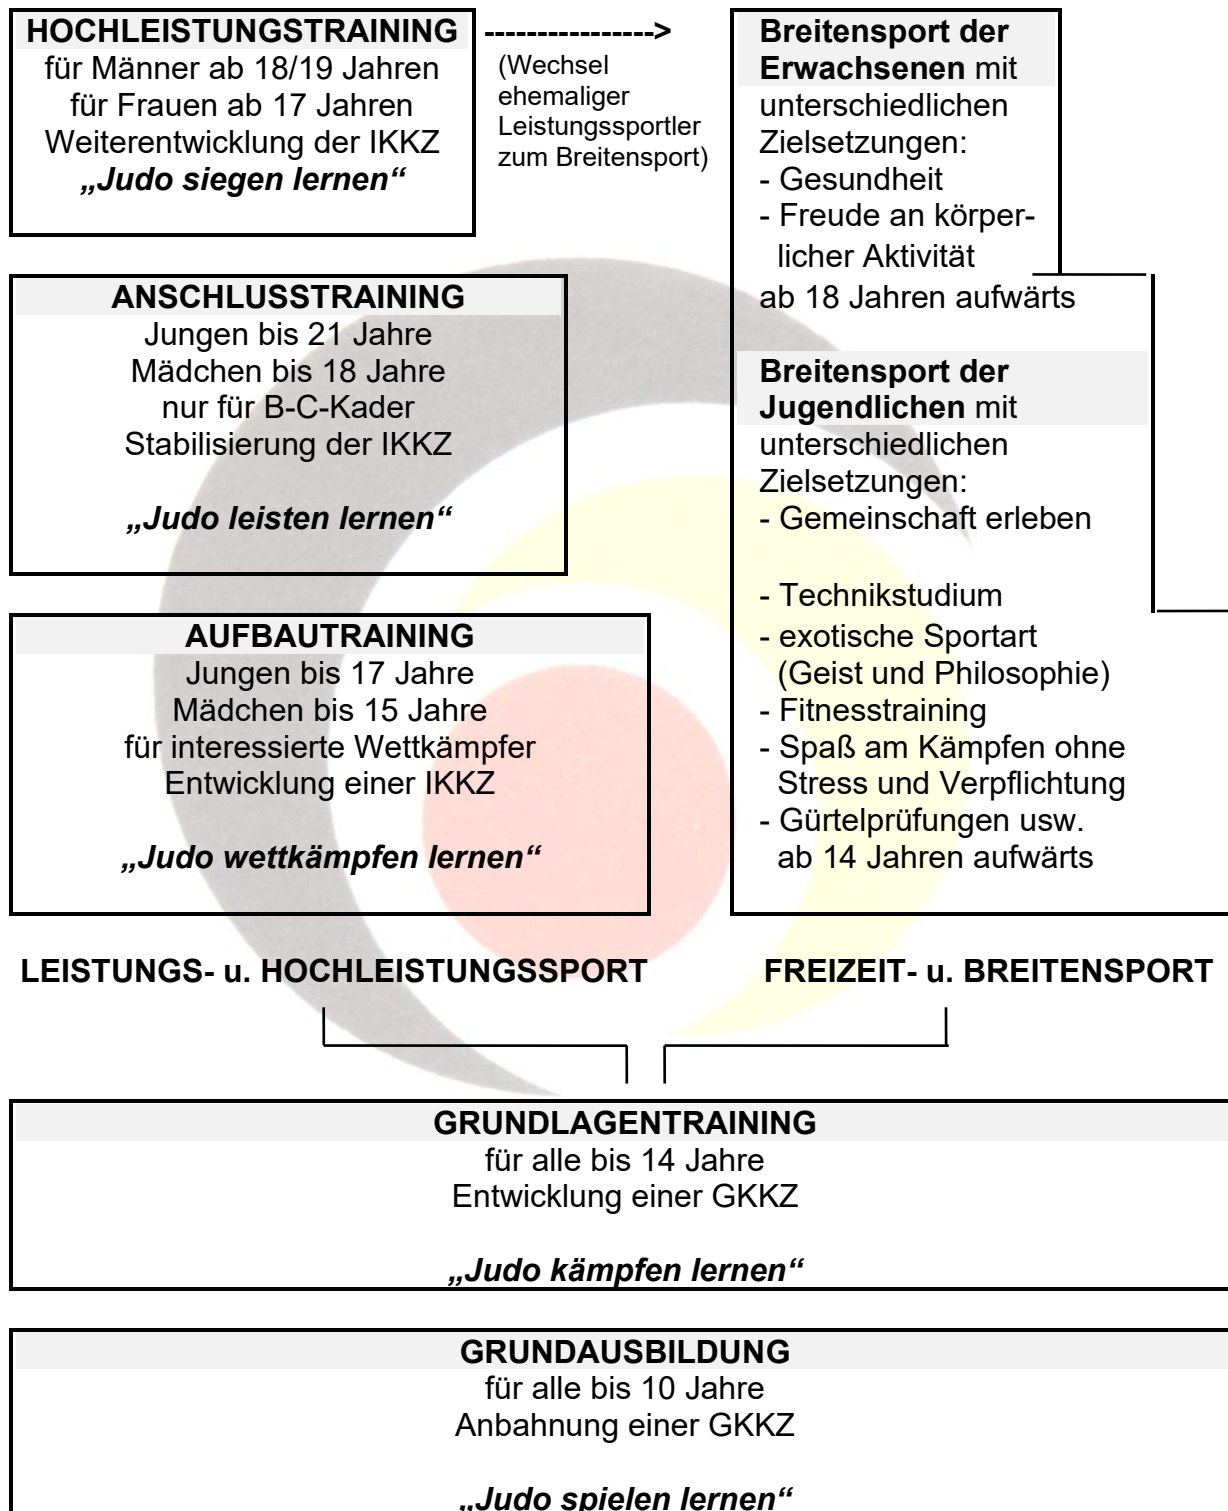 HOCHLEISTUNGSTRAINING
für Männer ab 18/19 Jahren
für Frauen ab 17 Jahren
Weiterentwicklung der IKKZ
„Judo siegen lernen“
---------------->
(Wechsel
ehemaliger
Leistungssportler
zum Breitensport)
ANSCHLUSSTRAINING
Jungen bis 21 Jahre
Mädchen bis 18 Jahre
nur für B-C-Kader
Stabilisierung der IKKZ
„Judo leisten lernen“
AUFBAUTRAINING
Jungen bis 17 Jahre
Mädchen bis 15 Jahre
für interessierte Wettkämpfer
Entwicklung einer IKKZ
„Judo wettkämpfen lernen“
LEISTUNGS- u. HOCHLEISTUNGSSPORT
Breitensport der
Erwachsenen mit
unterschiedlichen
Zielsetzungen:
- Gesundheit
- Freude an körper-
licher Aktivität
ab 18 Jahren aufwärts
Breitensport der
Jugendlichen mit
unterschiedlichen
Zielsetzungen:
- Gemeinschaft erleben
- Technikstudium
- exotische Sportart
(Geist und Philosophie)
- Fitnesstraining
- Spaß am Kämpfen ohne
Stress und Verpflichtung
- Gürtelprüfungen usw.
ab 14 Jahren aufwärts
FREIZEIT- u. BREITENSPORT
GRUNDLAGENTRAINING
für alle bis 14 Jahre
Entwicklung einer GKKZ
„Judo kämpfen lernen“
GRUNDAUSBILDUNG
für alle bis 10 Jahre
Anbahnung einer GKKZ
„Judo spielen lernen“